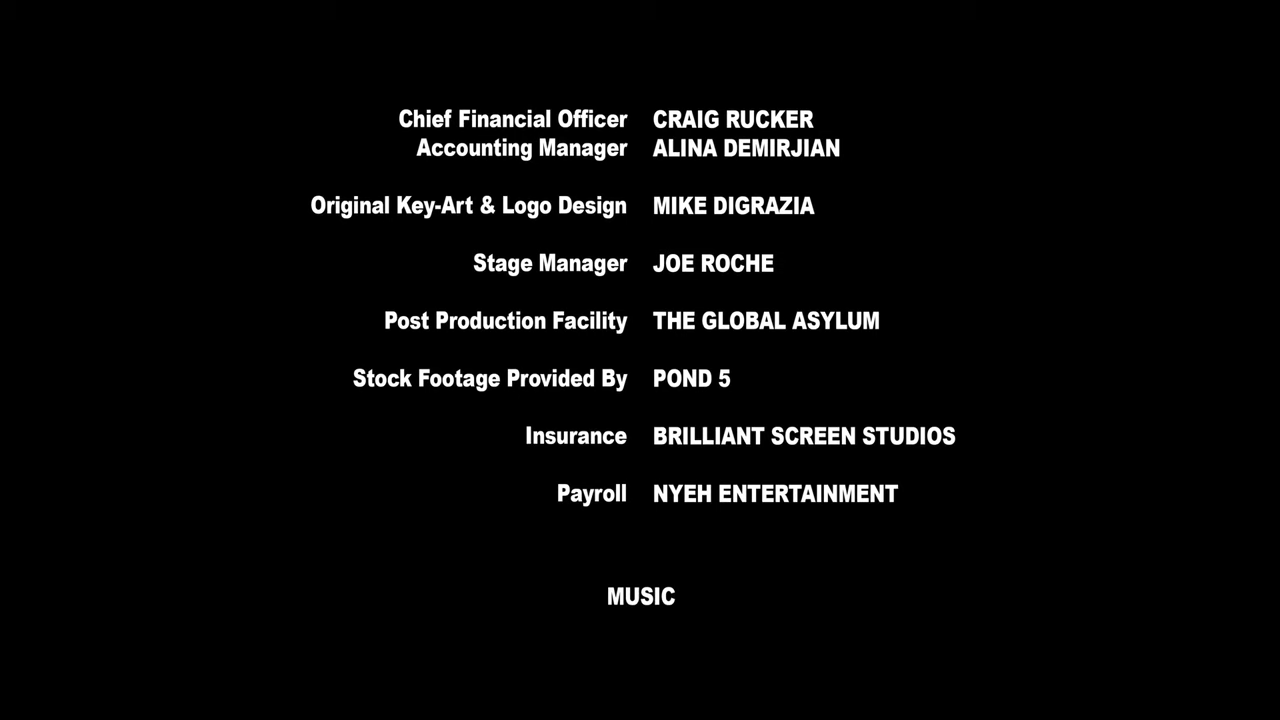 Chief Financial Officer CRAIG RUCKER
Accounting Manager ALINA DEMIRJIAN
Original Key-Art & Logo Design MIKE DIGRAZIA
Stage Manager JOE ROCHE
Post Production Facility THE GLOBAL ASYLUM
Stock Footage Provided By POND 5
Insurance BRILLIANT SCREEN STUDIOS
Payroll NYEH ENTERTAINMENT
MUSIC